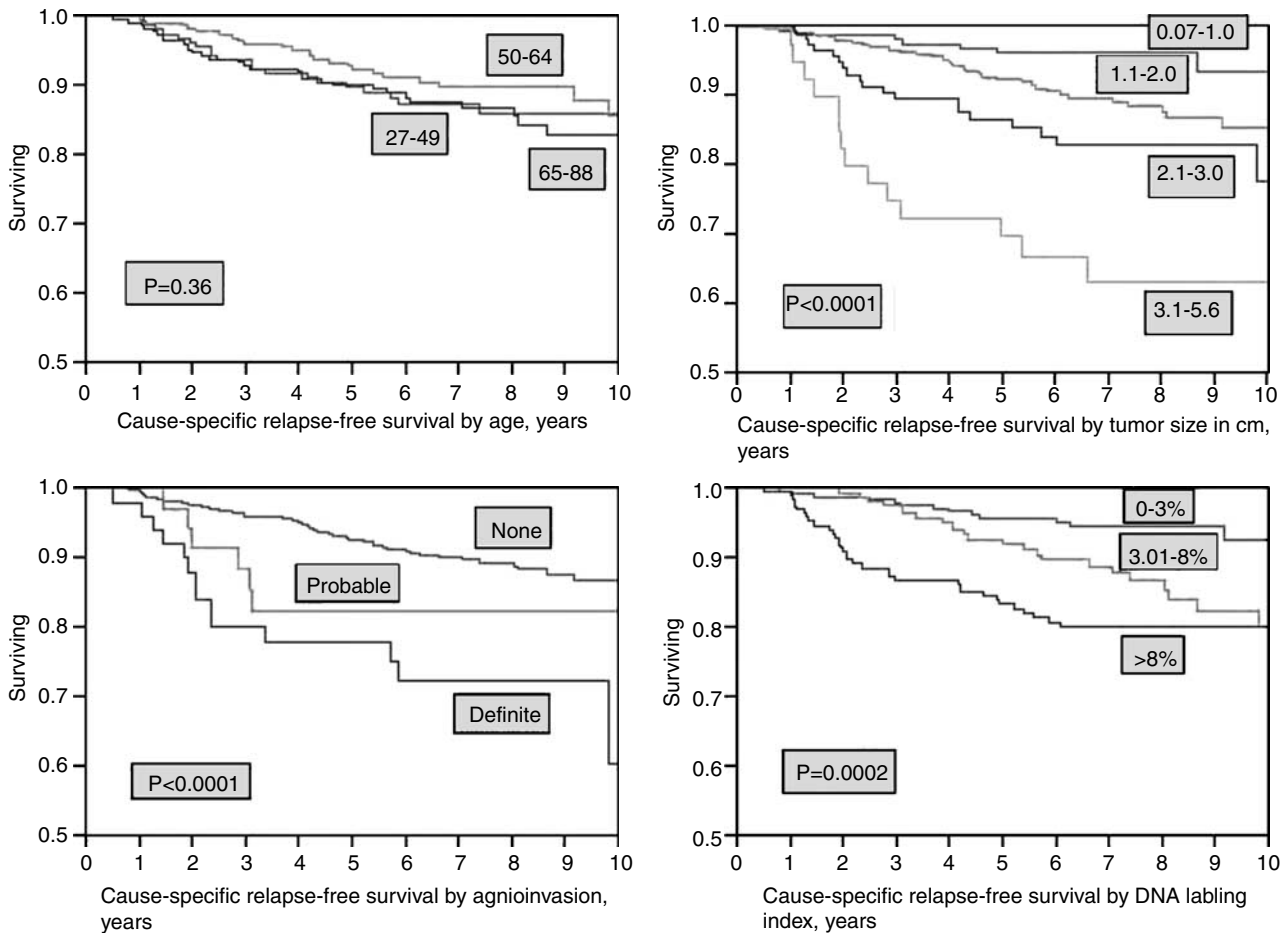 1.0
0.9
0.8
0.7
0.6
0.5
Surviving
50-64
27-49
65-88
P=0.36
0 1 2 3 4 5 6 7 8 9 10
Cause-specific relapse-free survival by age, years
1.0
0.9
0.8
0.7
0.6
0.5
Surviving
0.07-1.0
1.1-2.0
2.1-3.0
3.1-5.6
P<0.0001
0 1 2 3 4 5 6 7 8 9 10
Cause-specific relapse-free survival by tumor size in cm,
years
1.0
0.9
0.8
0.7
0.6
0.5
Surviving
None
Probable
Definite
P<0.0001
0 1 2 3 4 5 6 7 8 9 10
Cause-specific relapse-free survival by agnioinvasion,
years
1.0
0.9
0.8
0.7
0.6
0.5
Surviving
0-3%
3.01-8%
>8%
P=0.0002
0 1 2 3 4 5 6 7 8 9 10
Cause-specific relapse-free survival by DNA labling
index, years